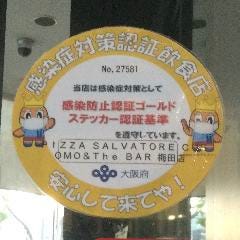 感染症対策認証飲食店
No.27581
当店は感染症対策として
感染防止認証ゴールド
ステッカー認証基準
を遵守しています。
PIZZA SALVATORE C
OMO&The BAR 梅田店
大阪府
安心して来てや!